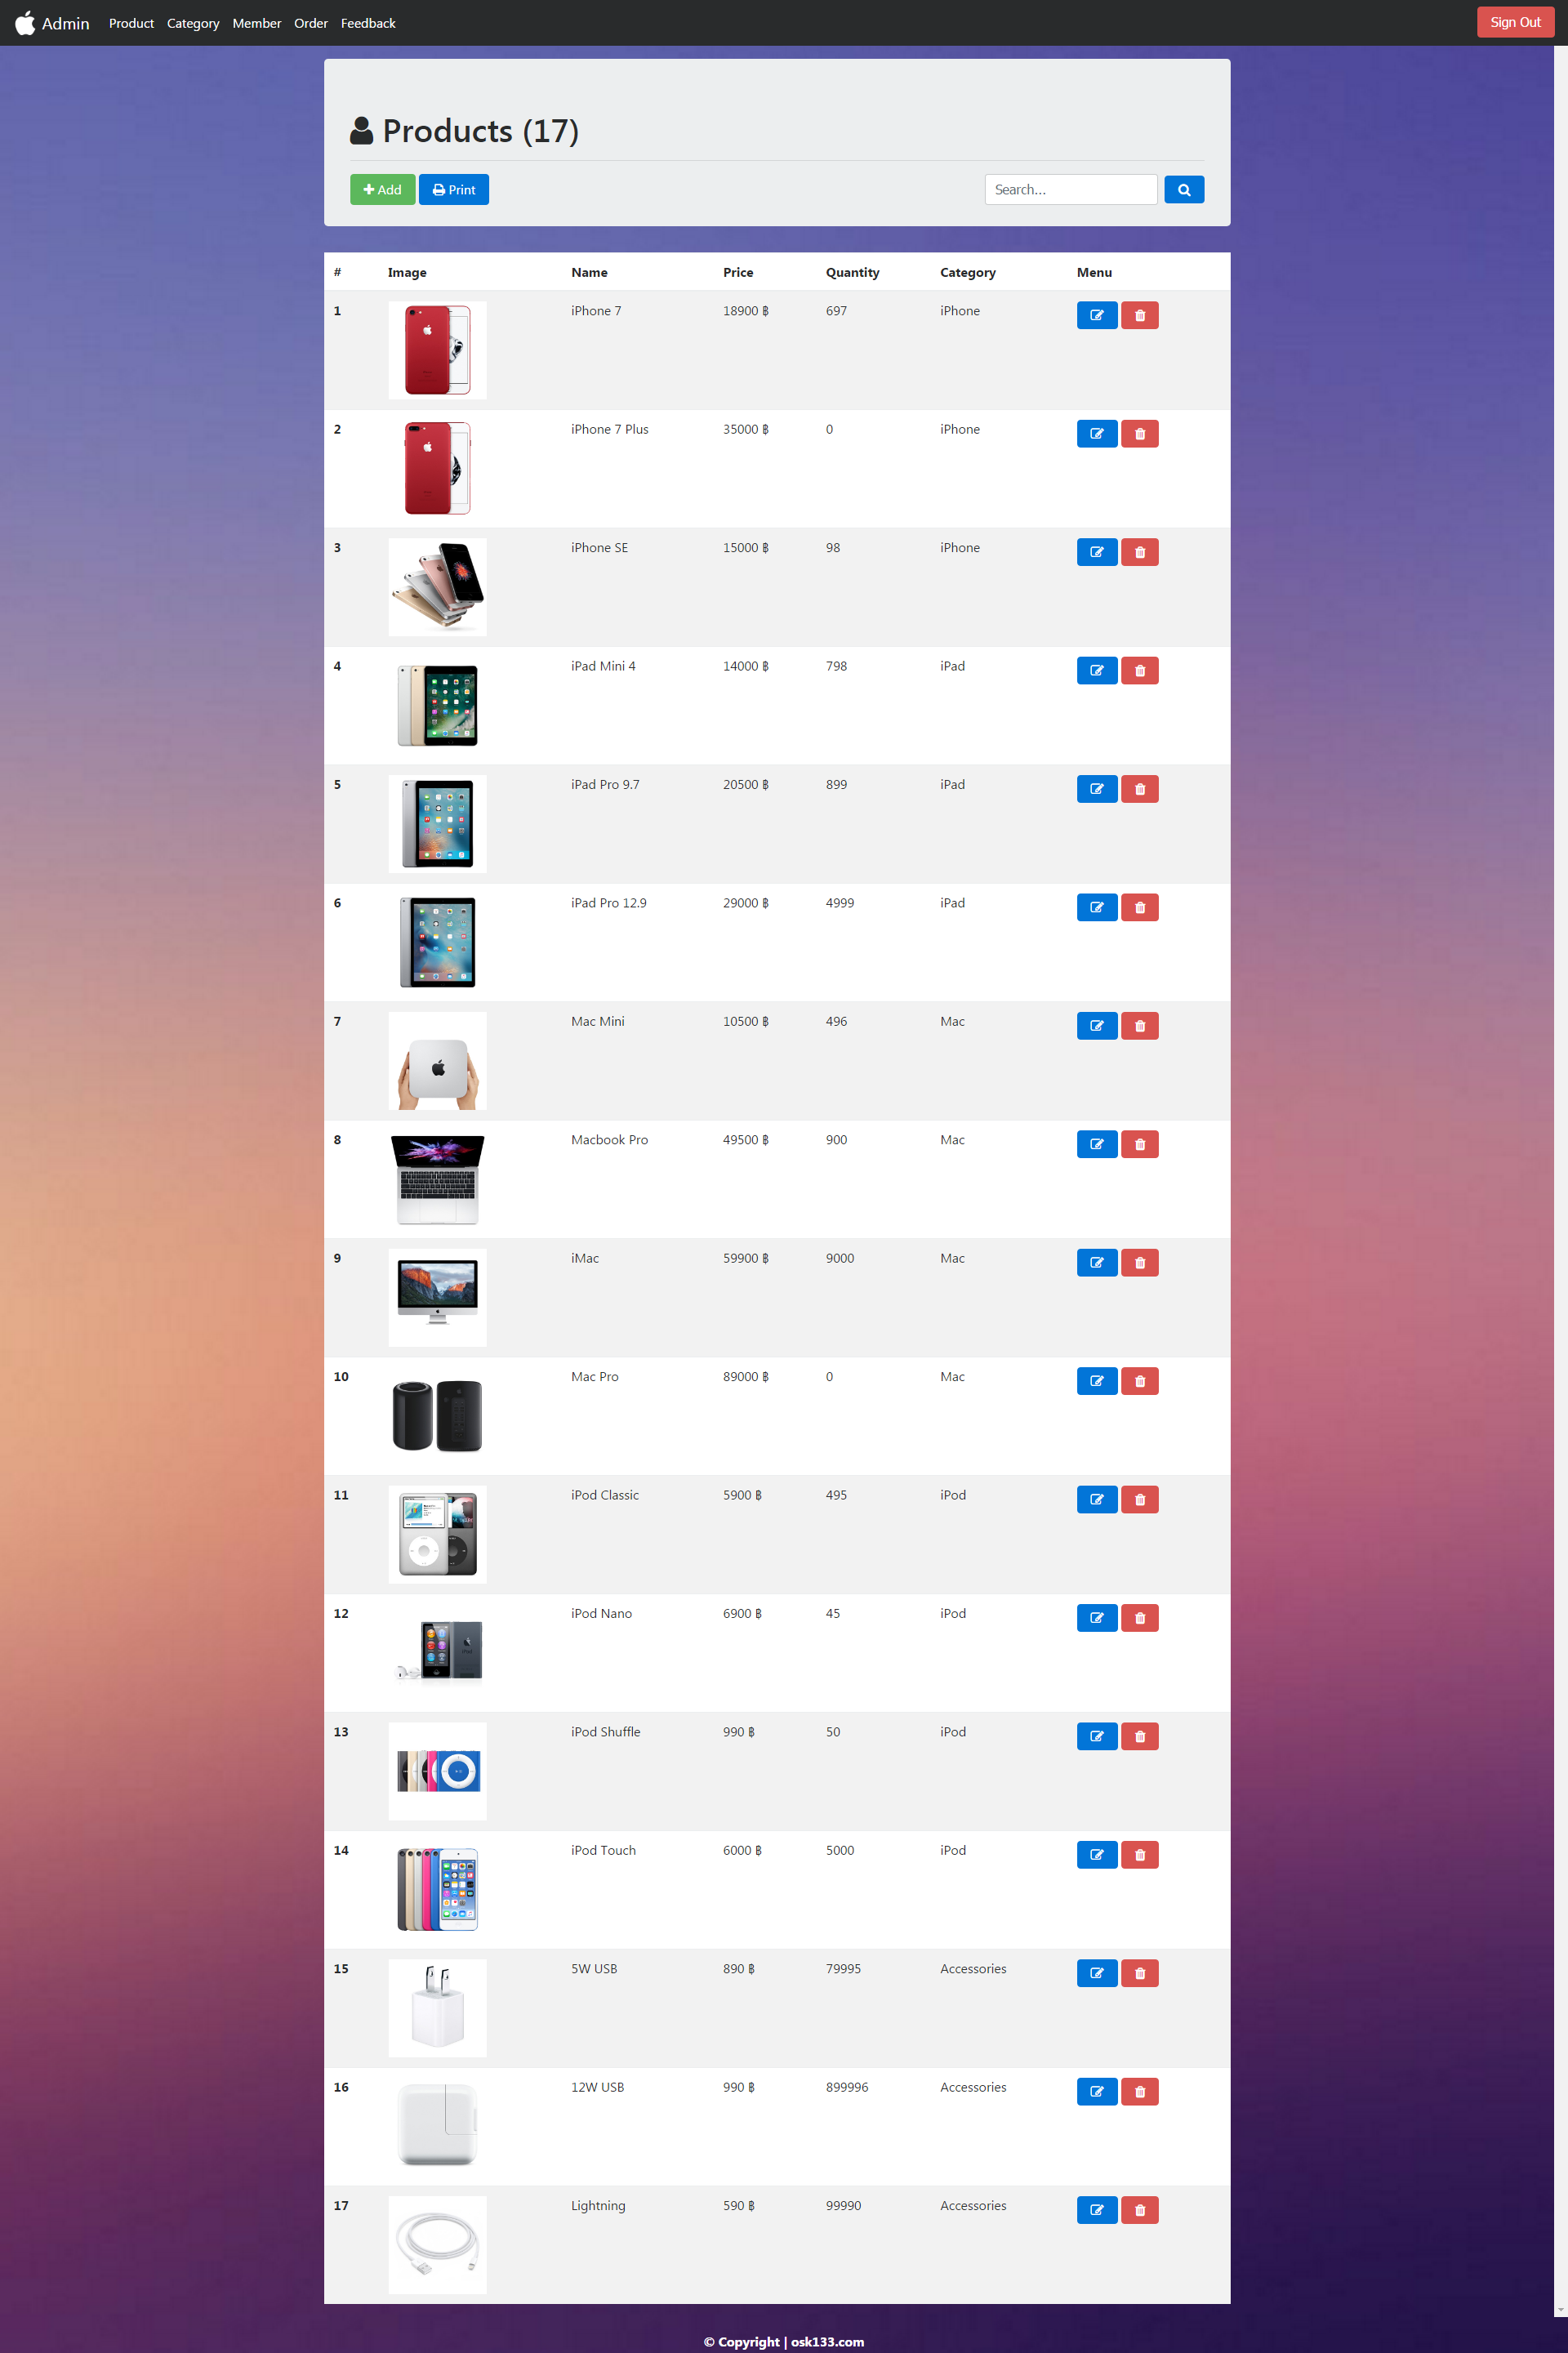 Admin Product Category Member Order Feedback Sign Out
Products (17)
Add Print Search...
# Image Name Price Quantity Category Menu
1 iPhone 7 18900 ฿ 697 iPhone
2 iPhone 7 Plus 35000 ฿ 0 iPhone
3 iPhone SE 15000 ฿ 98 iPhone
4 iPad Mini 4 14000 ฿ 798 iPad
5 iPad Pro 9.7 20500 ฿ 899 iPad
6 iPad Pro 12.9 29000 ฿ 4999 iPad
7 Mac Mini 10500 ฿ 496 Mac
8 Macbook Pro 49500 ฿ 900 Mac
9 iMac 59900 ฿ 9000 Mac
10 Mac Pro 89000 ฿ 0 Mac
11 iPod Classic 5900 ฿ 495 iPod
12 iPod Nano 6900 ฿ 45 iPod
13 iPod Shuffle 990 ฿ 50 iPod
14 iPod Touch 6000 ฿ 5000 iPod
15 5W USB 890 ฿ 79995 Accessories
16 12W USB 990 ฿ 899996 Accessories
17 Lightning 590 ฿ 99990 Accessories
© Copyright | osk133.com